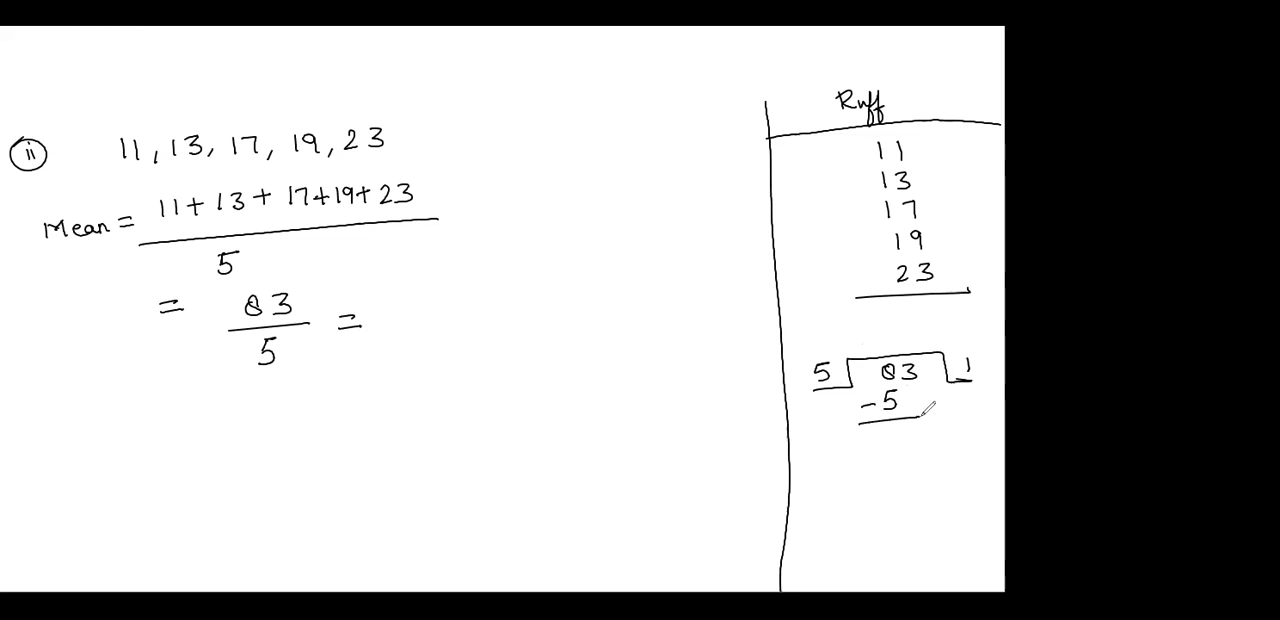 ii 11, 13, 17, 19, 23
Mean = 11 + 13 + 17 + 19 + 23
5
= 83
5 =
Ruff
11
13
17
19
23
5 83 1
- 5